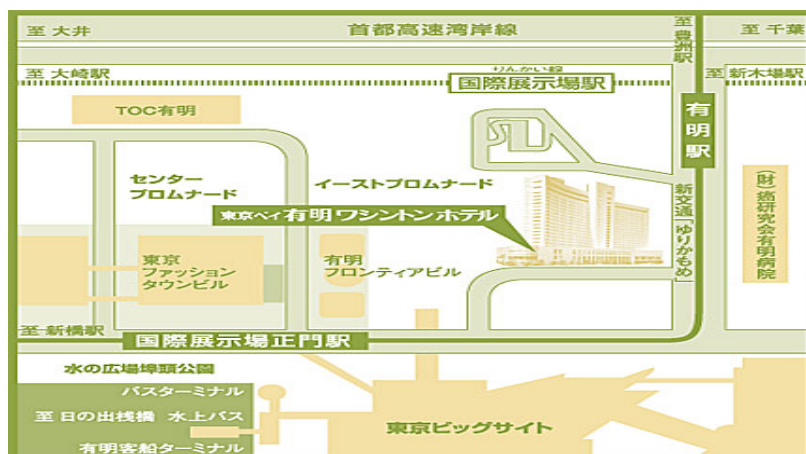 至 大井
首都高速湾岸線
至 豊洲駅
至 千葉
至 大崎駅
りんかい線
国際展示場駅
至 新木場駅
TOC有明
有明駅
センター
プロムナード
イーストプロムナード
東京ベイ 有明ワシントンホテル
新交通「ゆりかもめ」
(財)癌研究会有明病院
東京
ファッション
タウンビル
有明
フロンティアビル
至 新橋駅
国際展示場正門駅
水の広場埠頭公園
バスターミナル
至 日の出桟橋 水上バス
有明客船ターミナル
東京ビッグサイト